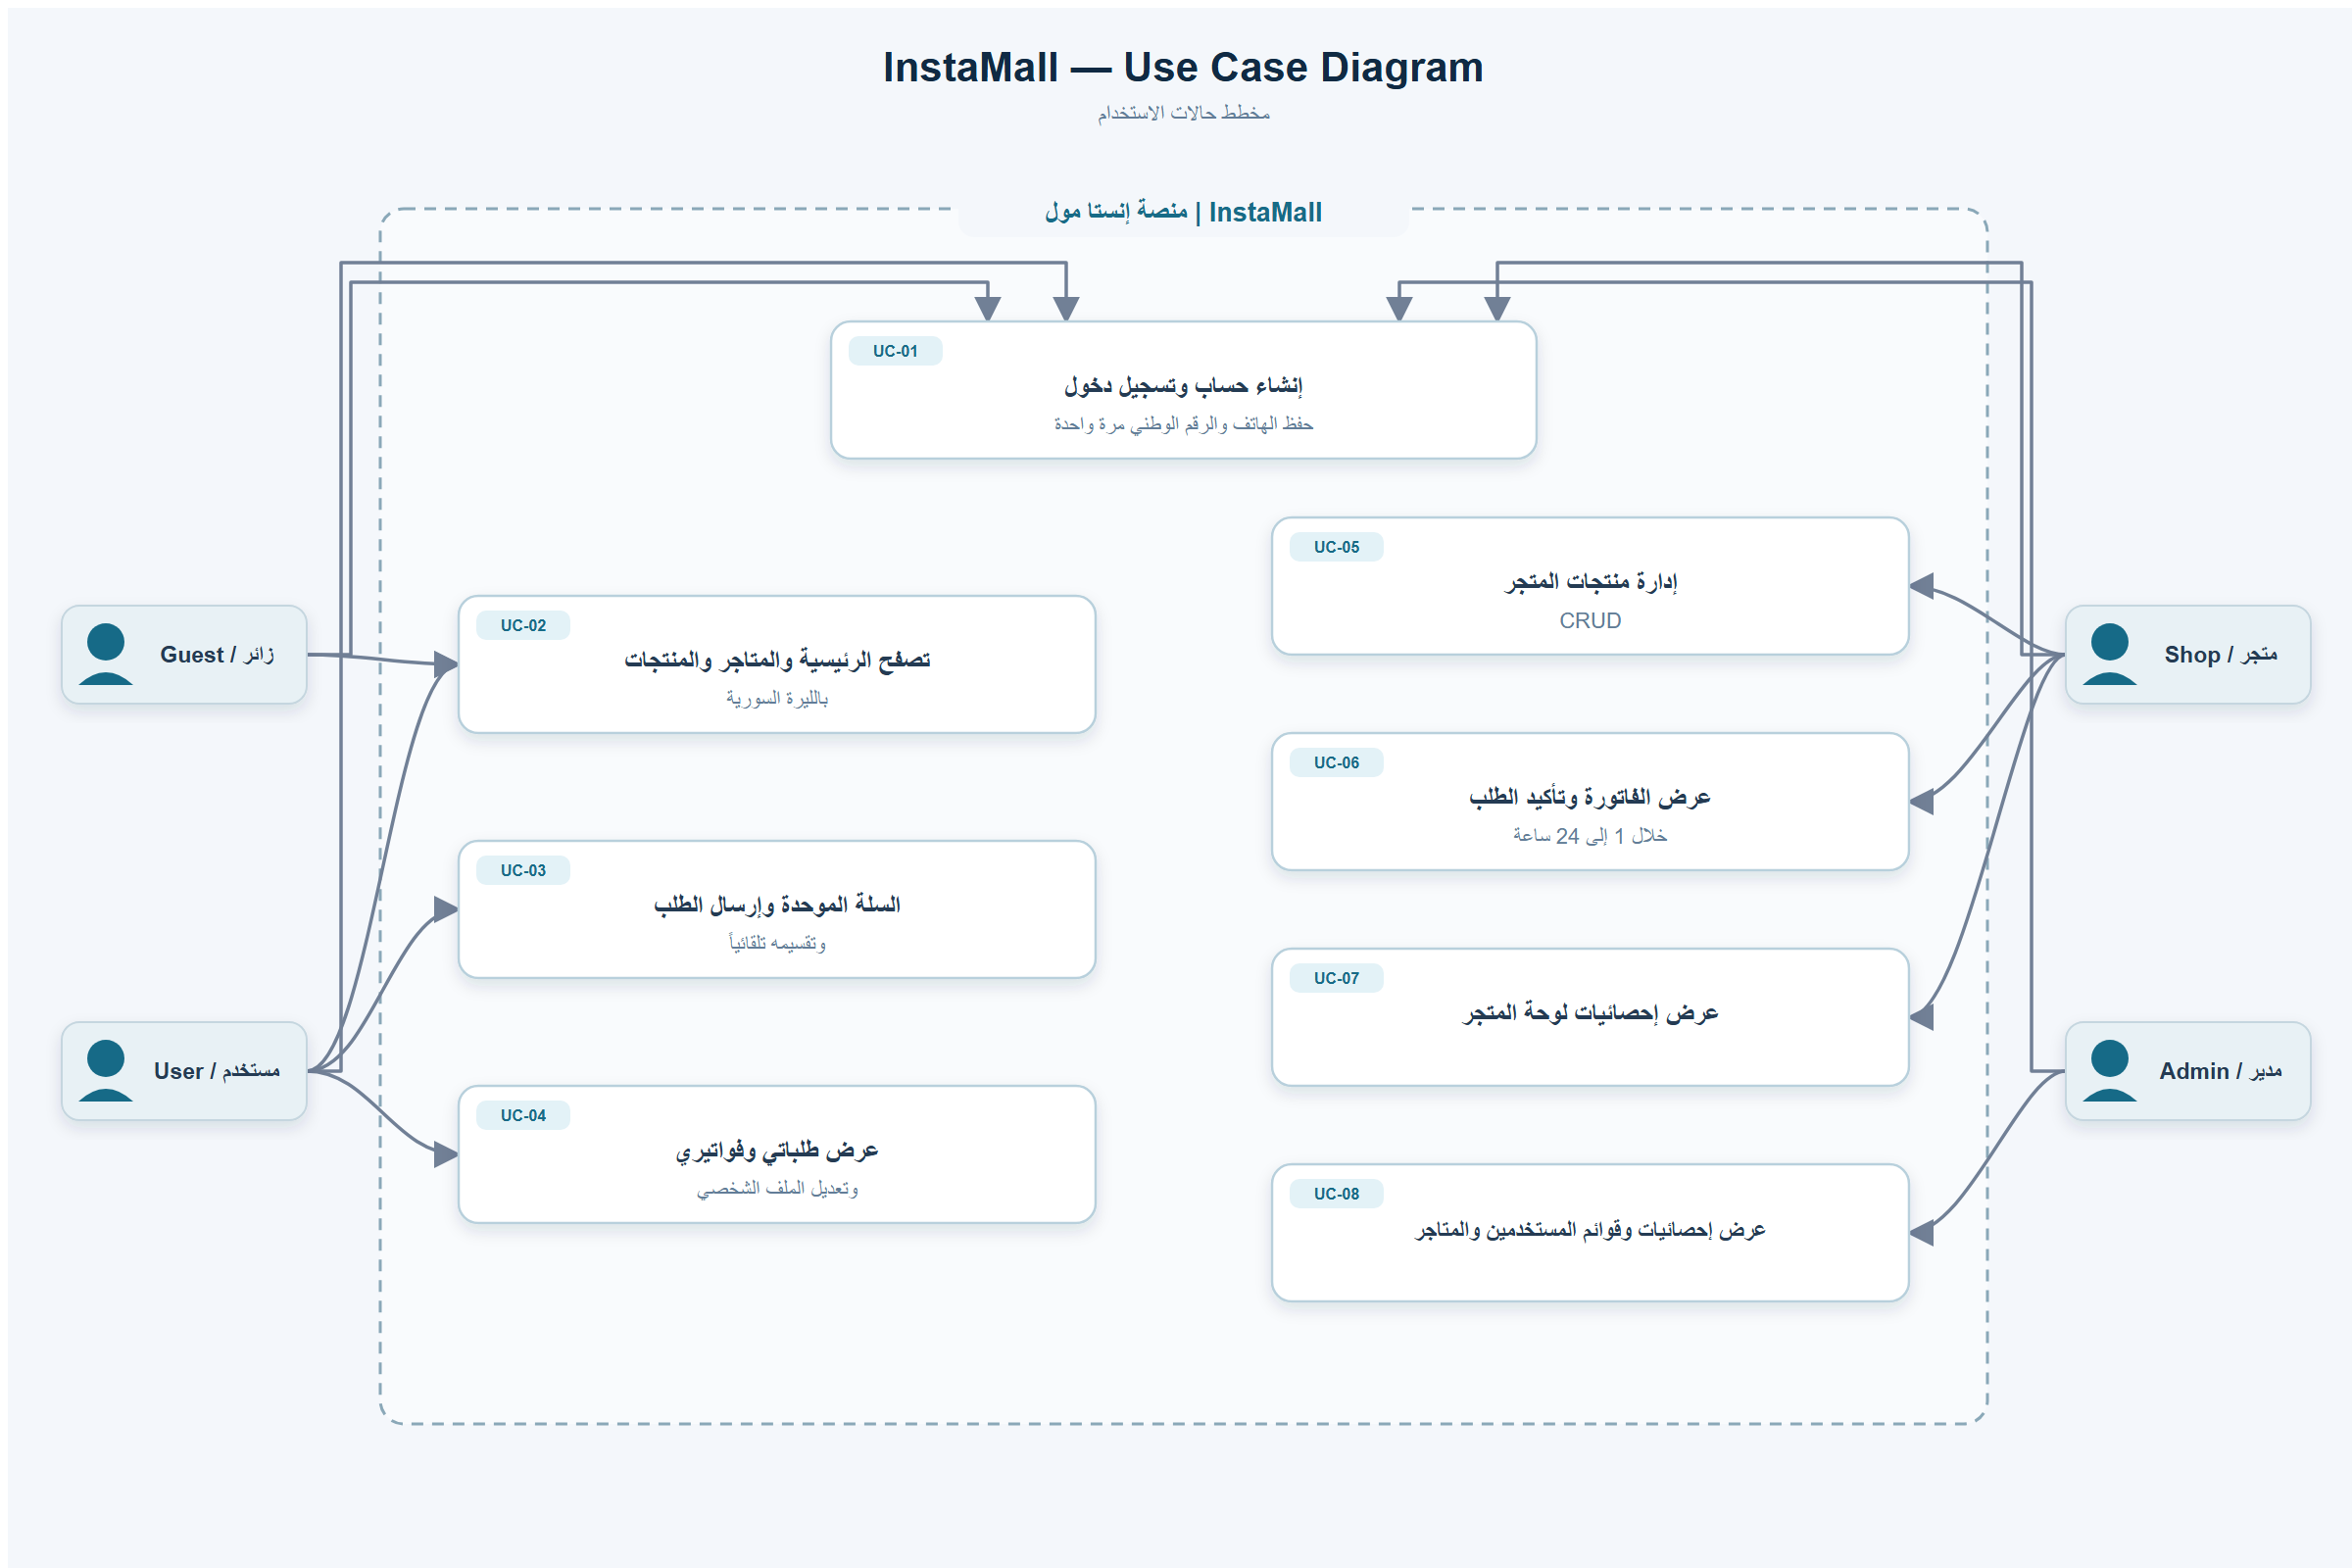 InstaMall — Use Case Diagram
مخطط حالات الاستخدام
منصة إنستا مول | InstaMall
UC-01
إنشاء حساب وتسجيل دخول
حفظ الهاتف والرقم الوطني مرة واحدة
Guest / زائر
User / مستخدم
UC-02
تصفح الرئيسية والمتاجر والمنتجات
بالليرة السورية
UC-03
السلة الموحدة وإرسال الطلب
وتقسيمه تلقائياً
UC-04
عرض طلباتي وفواتيري
وتعديل الملف الشخصي
UC-05
إدارة منتجات المتجر
CRUD
UC-06
عرض الفاتورة وتأكيد الطلب
خلال 1 إلى 24 ساعة
UC-07
عرض إحصائيات لوحة المتجر
UC-08
عرض إحصائيات وقوائم المستخدمين والمتاجر
Shop / متجر
Admin / مدير